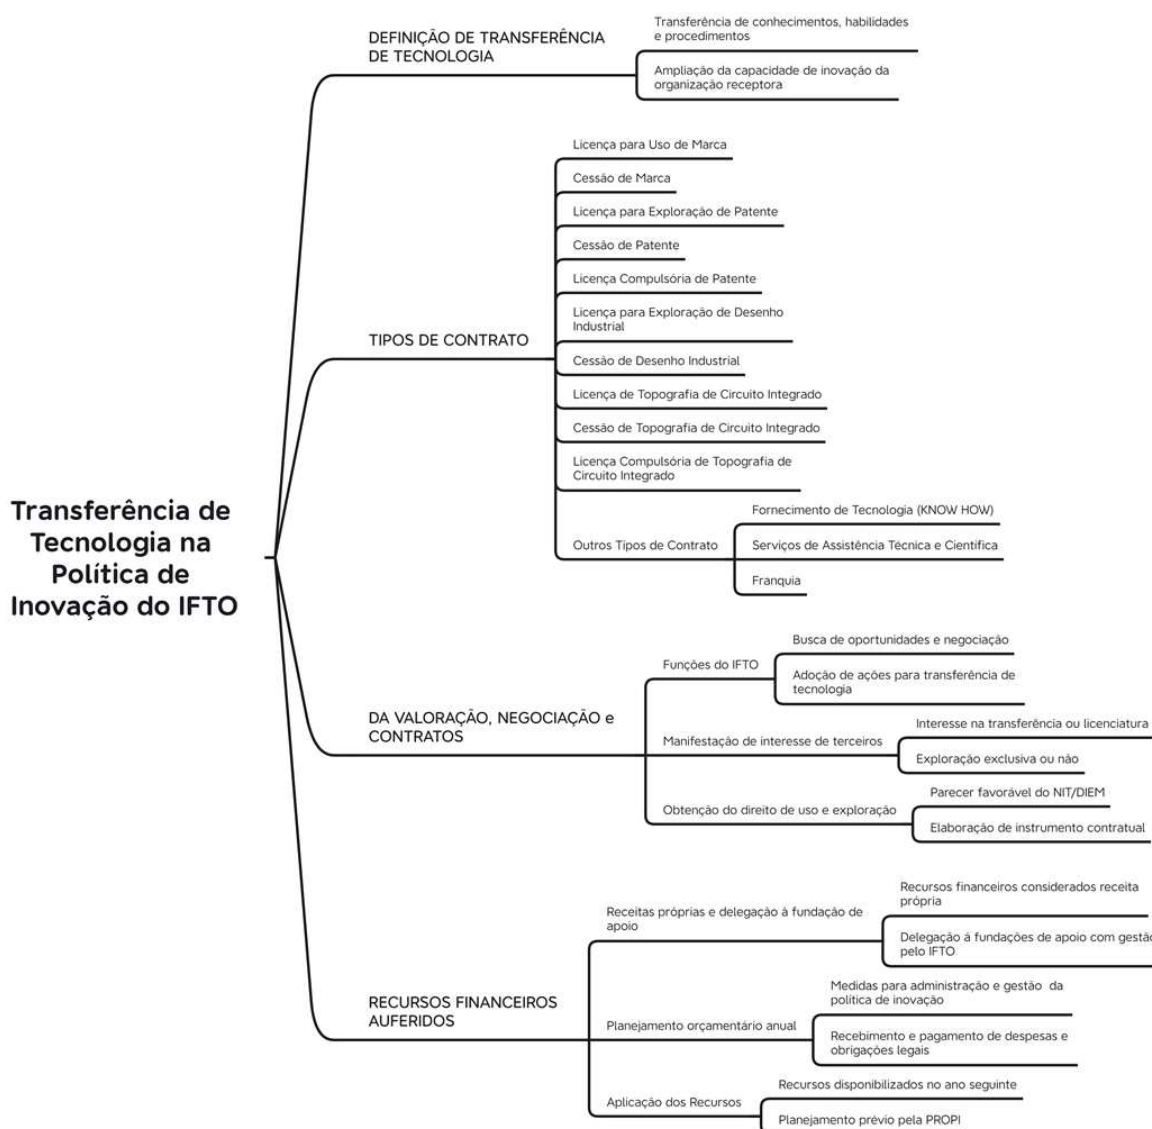 Transferência de
Tecnologia na
Política de
Inovação do IFTO
DEFINIÇÃO DE TRANSFERÊNCIA
DE TECNOLOGIA
Transferência de conhecimentos, habilidades
e procedimentos
Ampliação da capacidade de inovação da
organização receptora
TIPOS DE CONTRATO
Licença para Uso de Marca
Cessão de Marca
Licença para Exploração de Patente
Cessão de Patente
Licença Compulsória de Patente
Licença para Exploração de Desenho
Industrial
Cessão de Desenho Industrial
Licença de Topografia de Circuito Integrado
Cessão de Topografia de Circuito Integrado
Licença Compulsória de Topografia de
Circuito Integrado
Outros Tipos de Contrato
Fornecimento de Tecnologia (KNOW HOW)
Serviços de Assistência Técnica e Científica
Franquia
DA VALORAÇÃO, NEGOCIAÇÃO e
CONTRATOS
Funções do IFTO
Busca de oportunidades e negociação
Adoção de ações para transferência de
tecnologia
Manifestação de interesse de terceiros
Interesse na transferência ou licenciatura
Exploração exclusiva ou não
Obtenção do direito de uso e exploração
Parecer favorável do NIT/DIEM
Elaboração de instrumento contratual
RECURSOS FINANCEIROS
AUFERIDOS
Receitas próprias e delegação à fundação de
apoio
Recursos financeiros considerados receita
própria
Delegação á fundações de apoio com gestão
pelo IFTO
Planejamento orçamentário anual
Medidas para administração e gestão da
política de inovação
Recebimento e pagamento de despesas e
obrigações legais
Aplicação dos Recursos
Recursos disponibilizados no ano seguinte
Planejamento prévio pela PROPI